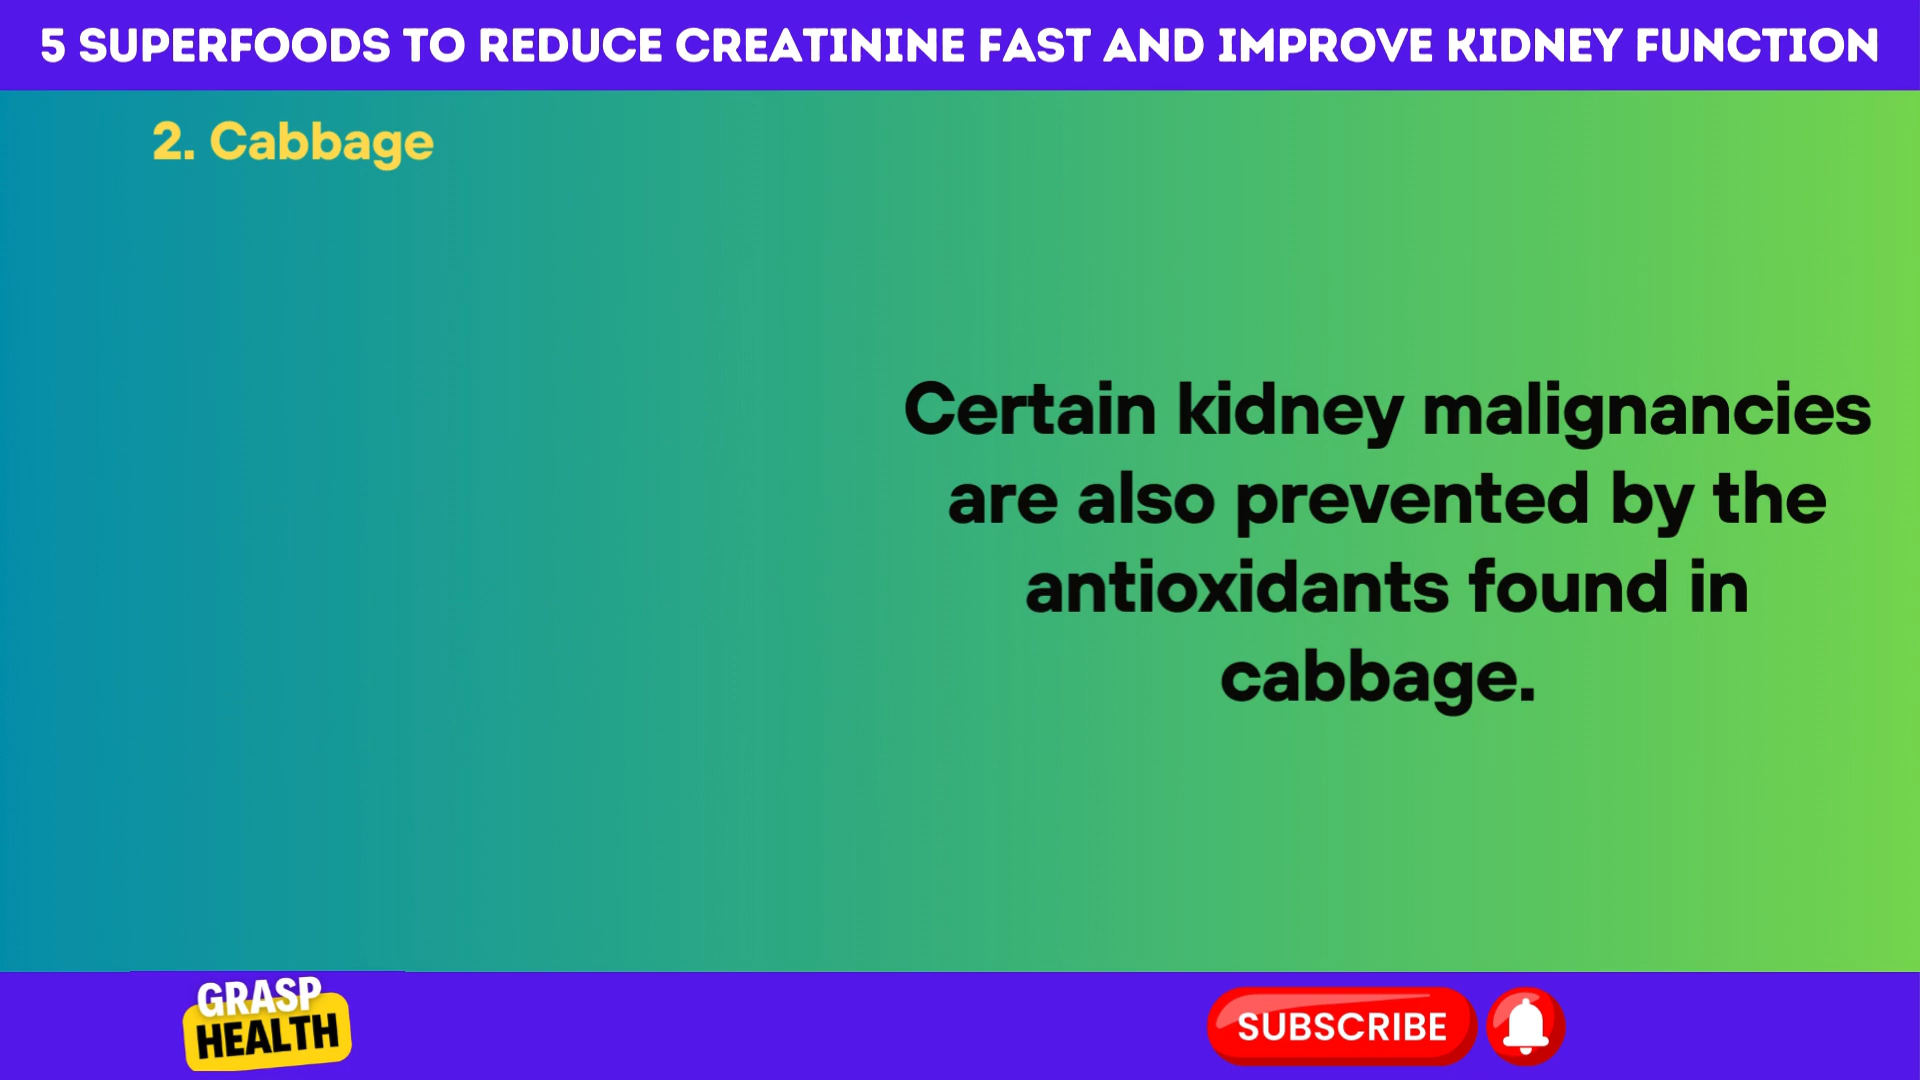 5 SUPERFOODS TO REDUCE CREATININE FAST AND IMPROVE KIDNEY FUNCTION
2. Cabbage
Certain kidney malignancies
are also prevented by the
antioxidants found in
cabbage.
GRASP
HEALTH
SUBSCRIBE